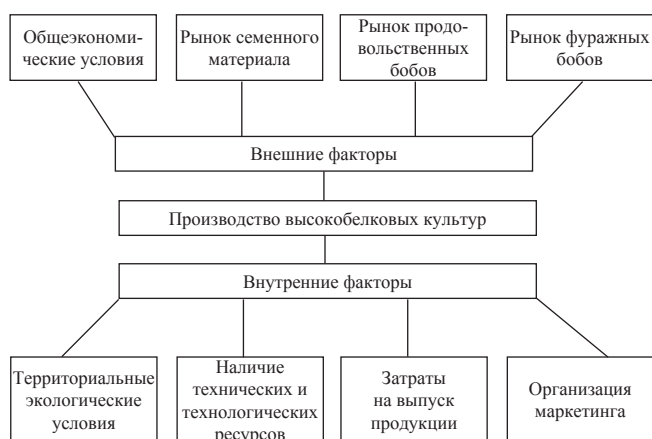 Общеэкономи-
ческие условия
Рынок семенного
материала
Рынок продо-
вольственных
бобов
Рынок фуражных
бобов
Внешние факторы
Производство высокобелковых культур
Внутренние факторы
Территориальные
экологические
условия
Наличие
технических и
технологических
ресурсов
Затраты
на выпуск
продукции
Организация
маркетинга